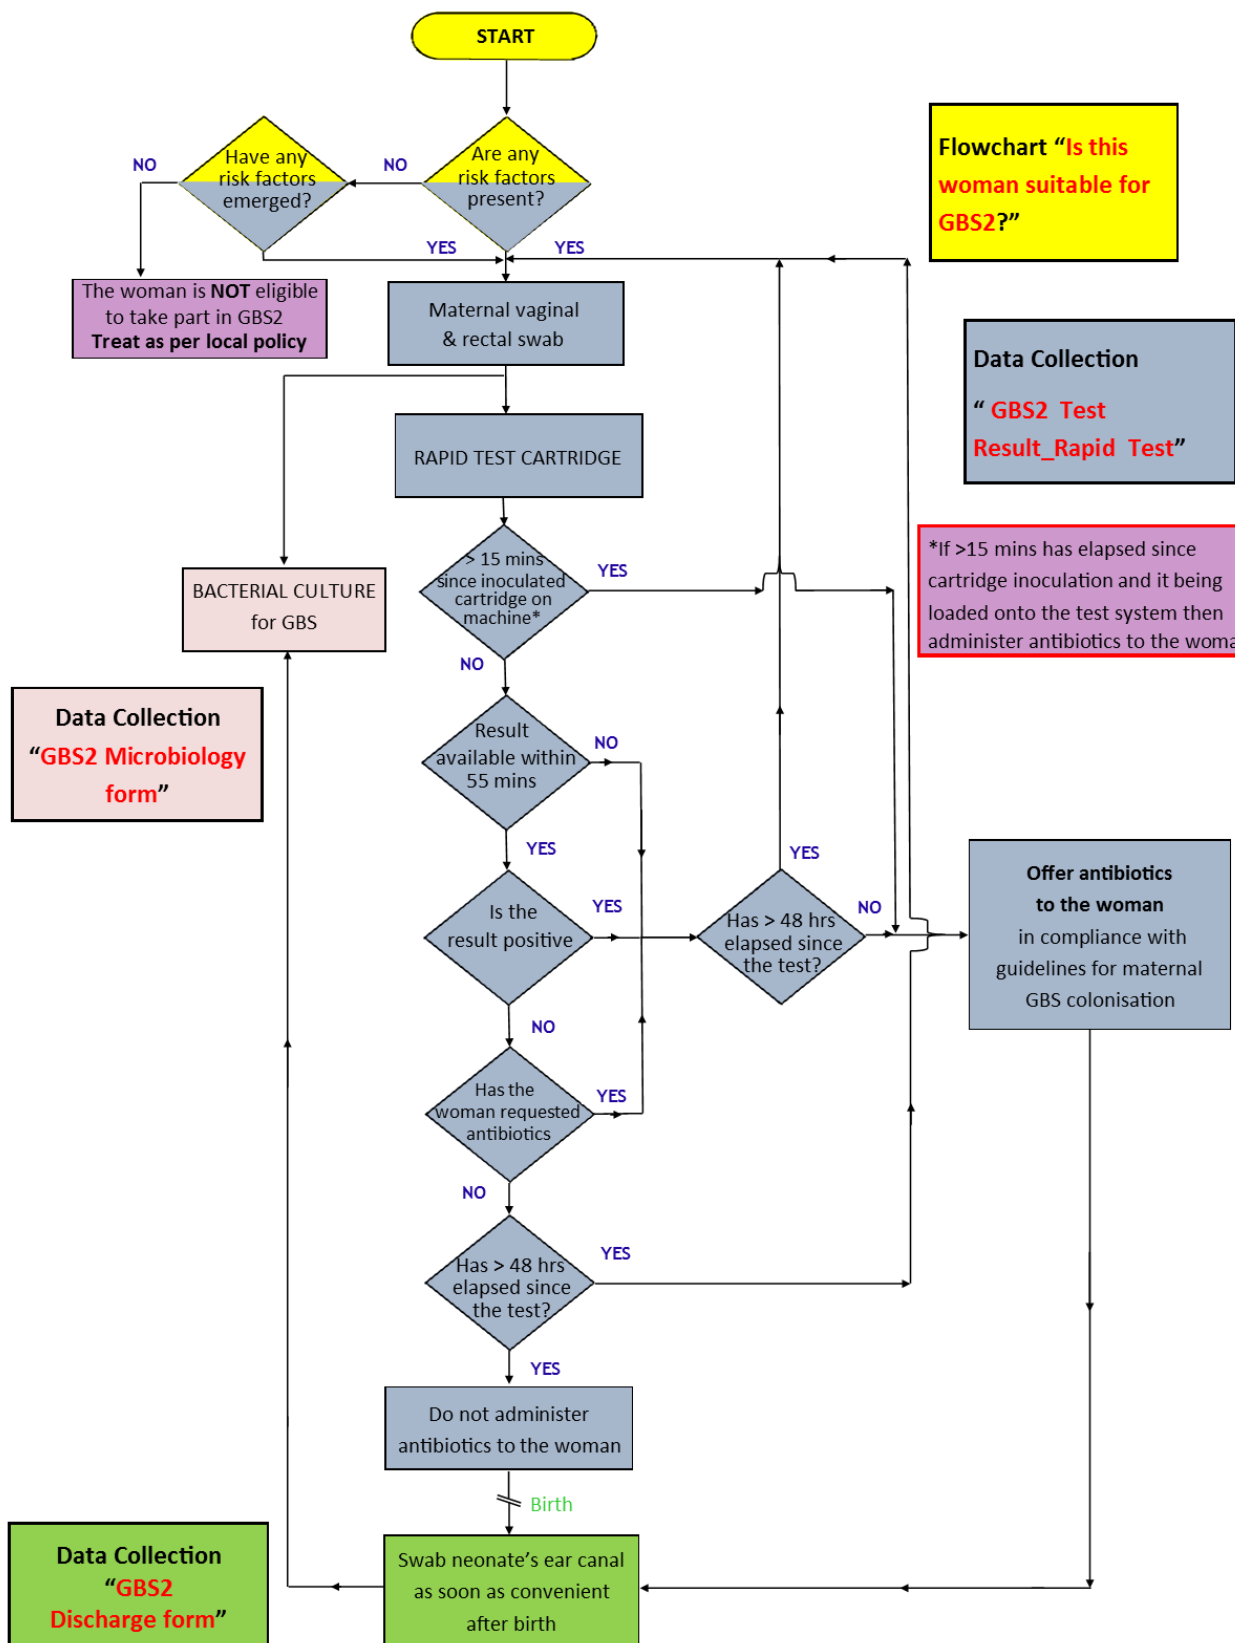 START
Have any
risk factors
emerged?
NO
Are any
risk factors
present?
NO
YES
YES
Flowchart “Is this
woman suitable for
GBS2?”
The woman is NOT eligible
to take part in GBS2
Treat as per local policy
Maternal vaginal
& rectal swab
Data Collection
“ GBS2 Test
Result_Rapid Test”
RAPID TEST CARTRIDGE
> 15 mins
since inoculated
cartridge on
machine*
YES
NO
*If >15 mins has elapsed since
cartridge inoculation and it being
loaded onto the test system then
administer antibiotics to the woma
BACTERIAL CULTURE
for GBS
Data Collection
“GBS2 Microbiology
form”
Result
available within
55 mins
NO
YES
Is the
result positive
YES
NO
Has > 48 hrs
elapsed since
the test?
YES
NO
Offer antibiotics
to the woman
in compliance with
guidelines for maternal
GBS colonisation
Has the
woman requested
antibiotics
YES
NO
Has > 48 hrs
elapsed since
the test?
YES
YES
Do not administer
antibiotics to the woman
Birth
Swab neonate’s ear canal
as soon as convenient
after birth
Data Collection
“GBS2
Discharge form”